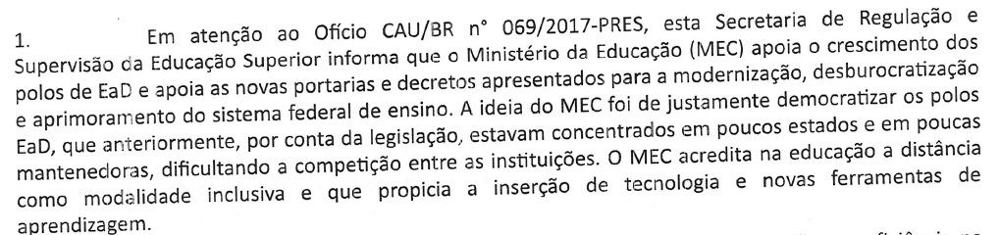 1. Em atenção ao Ofício CAU/BR n° 069/2017-PRES, esta Secretaria de Regulação e
Supervisão da Educação Superior informa que o Ministério da Educação (MEC) apoia o crescimento dos
polos de EaD e apoia as novas portarias e decretos apresentados para a modernização, desburocratização
e aprimoramento do sistema federal de ensino. A ideia do MEC foi de justamente democratizar os polos
EaD, que anteriormente, por conta da legislação, estavam concentrados em poucos estados e em poucas
mantenedoras, dificultando a competição entre as instituições. O MEC acredita na educação a distância
como modalidade inclusiva e que propicia a inserção de tecnologia e novas ferramentas de
aprendizagem.